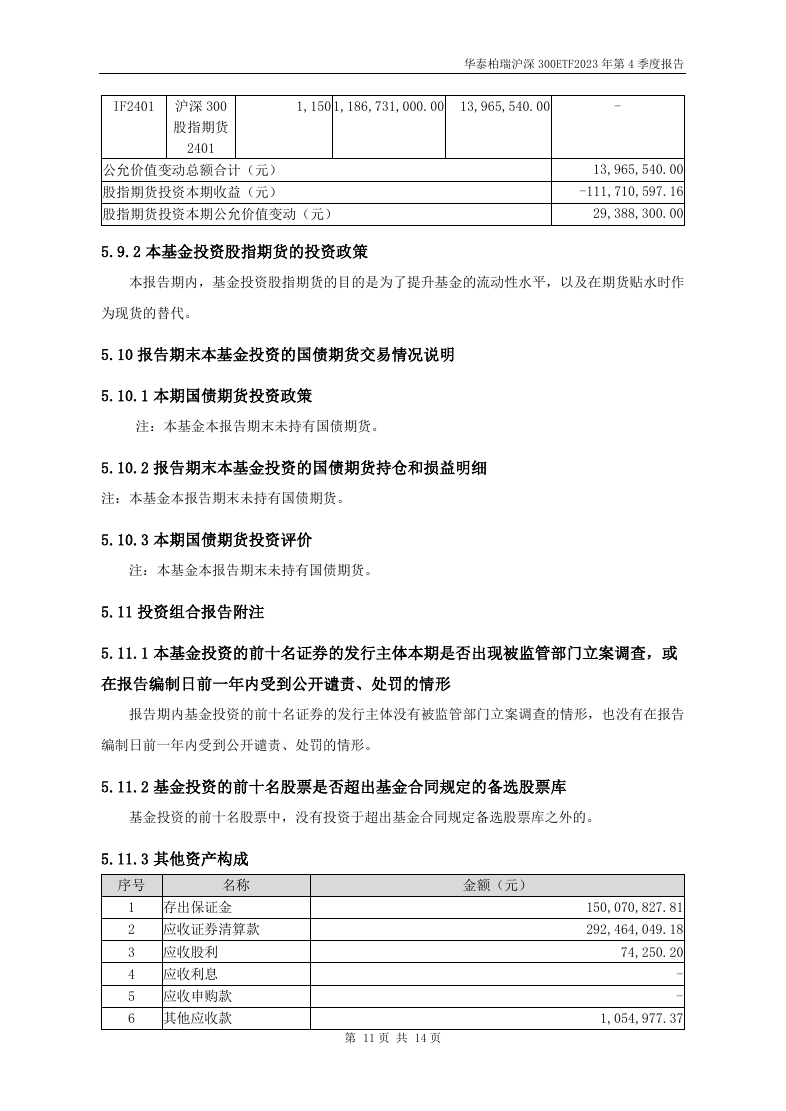 华泰柏瑞沪深 300ETF2023 年第 4 季度报告
IF2401 沪深 300 1,150 1,186,731,000.00 13,965,540.00 -
股指期货
2401
公允价值变动总额合计（元） 13,965,540.00
股指期货投资本期收益（元） -111,710,597.16
股指期货投资本期公允价值变动（元） 29,388,300.00
5.9.2 本基金投资股指期货的投资政策
本报告期内，基金投资股指期货的目的是为了提升基金的流动性水平，以及在期货贴水时作
为现货的替代。
5.10 报告期末本基金投资的国债期货交易情况说明
5.10.1 本期国债期货投资政策
注：本基金本报告期末未持有国债期货。
5.10.2 报告期末本基金投资的国债期货持仓和损益明细
注：本基金本报告期末未持有国债期货。
5.10.3 本期国债期货投资评价
注：本基金本报告期末未持有国债期货。
5.11 投资组合报告附注
5.11.1 本基金投资的前十名证券的发行主体本期是否出现被监管部门立案调查，或
在报告编制日前一年内受到公开谴责、处罚的情形
报告期内基金投资的前十名证券的发行主体没有被监管部门立案调查的情形，也没有在报告
编制日前一年内受到公开谴责、处罚的情形。
5.11.2 基金投资的前十名股票是否超出基金合同规定的备选股票库
基金投资的前十名股票中，没有投资于超出基金合同规定备选股票库之外的。
5.11.3 其他资产构成
序号 名称 金额（元）
1 存出保证金 150,070,827.81
2 应收证券清算款 292,464,049.18
3 应收股利 74,250.20
4 应收利息 -
5 应收申购款 -
6 其他应收款 1,054,977.37
第 11 页 共 14 页